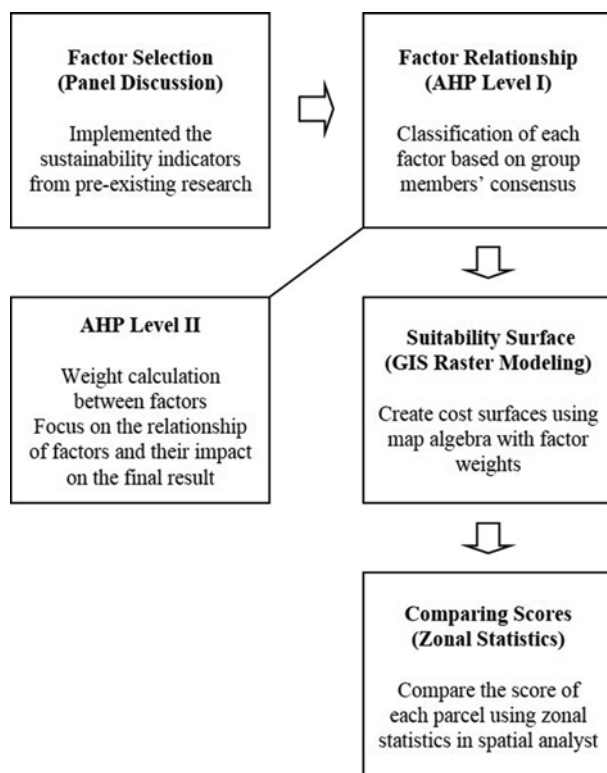 Factor Selection
(Panel Discussion)
Implemented the
sustainability indicators
from pre-existing research
Factor Relationship
(AHP Level I)
Classification of each
factor based on group
members’ consensus
AHP Level II
Weight calculation
between factors
Focus on the relationship
of factors and their impact
on the final result
Suitability Surface
(GIS Raster Modeling)
Create cost surfaces using
map algebra with factor
weights
Comparing Scores
(Zonal Statistics)
Compare the score of
each parcel using zonal
statistics in spatial analyst